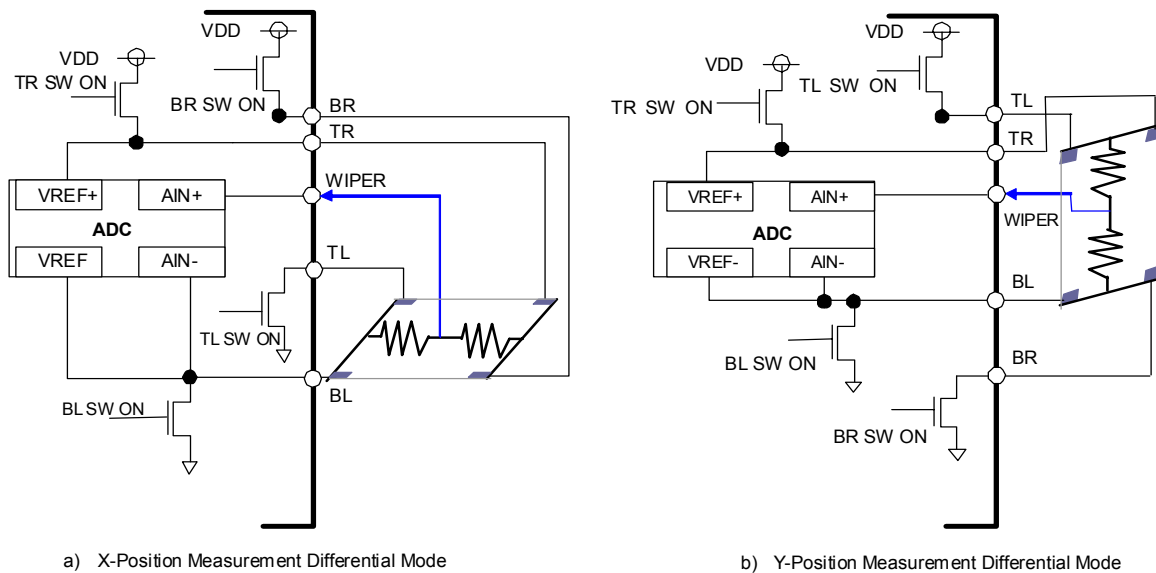 VDD
VDD
TR SW ON
BR SW ON
BR
TR
VREF+
AIN+
WIPER
ADC
VREF
AIN-
TL
TL SW ON
BL
BL SW ON
a) X-Position Measurement Differential Mode
VDD
VDD
TL SW ON
TR SW ON
TL
TR
VREF+
AIN+
WIPER
ADC
VREF-
AIN-
BL
BL SW ON
BR
BR SW ON
b) Y-Position Measurement Differential Mode